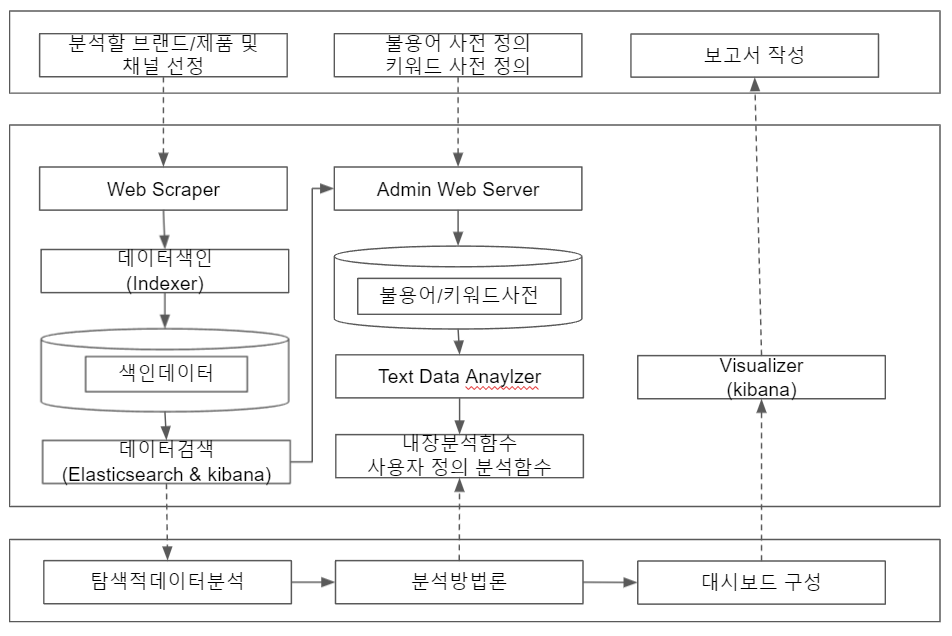 분석할 브랜드/제품 및
채널 선정
불용어 사전 정의
키워드 사전 정의
보고서 작성
Web Scraper
Admin Web Server
데이터색인
(Indexer)
불용어/키워드사전
색인데이터
Text Data Anaylzer
Visualizer
(kibana)
데이터검색
(Elasticsearch & kibana)
내장분석함수
사용자 정의 분석함수
탐색적데이터분석
분석방법론
대시보드 구성